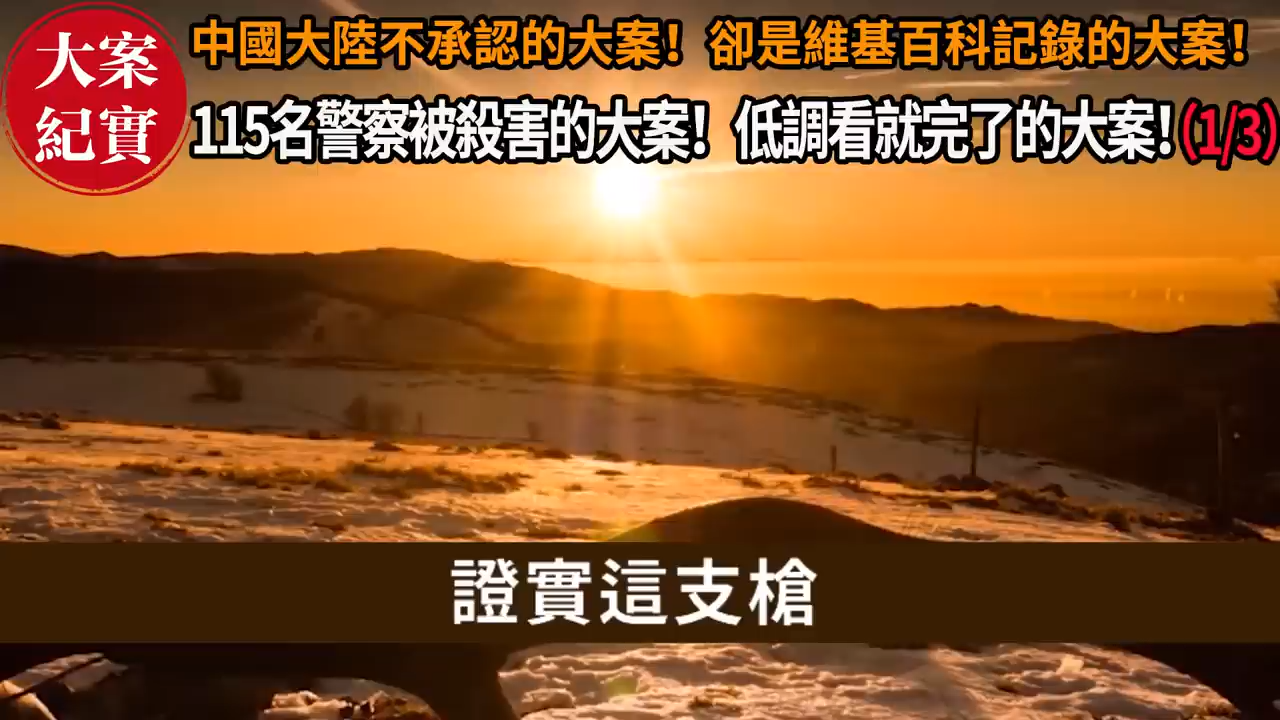 大案
紀實
中國大陸不承認的大案！卻是維基百科記錄的大案！
115名警察被殺害的大案！低調看就完了的大案！(1/3)
證實這支槍